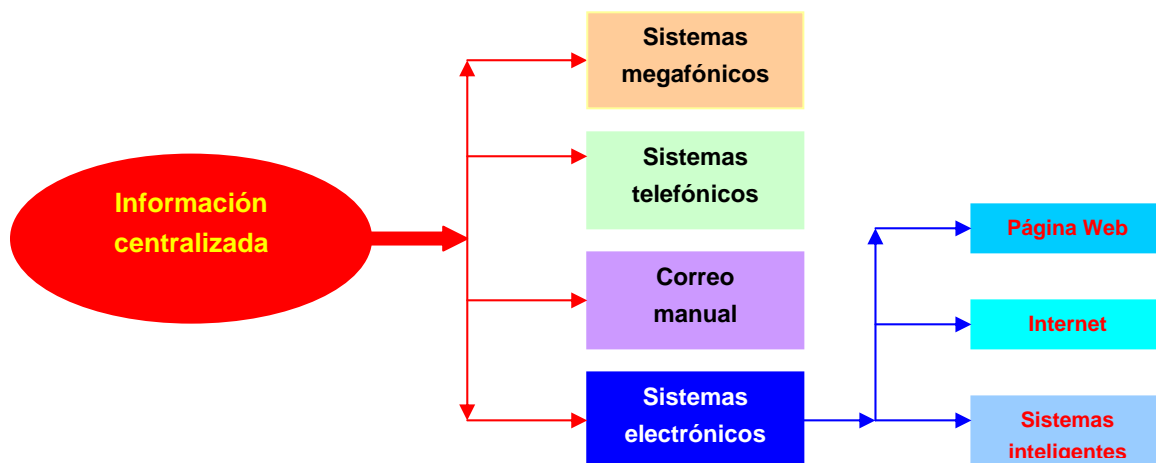 Información
centralizada
Sistemas
megafónicos
Sistemas
telefónicos
Correo
manual
Sistemas
electrónicos
Página Web
Internet
Sistemas
inteligentes